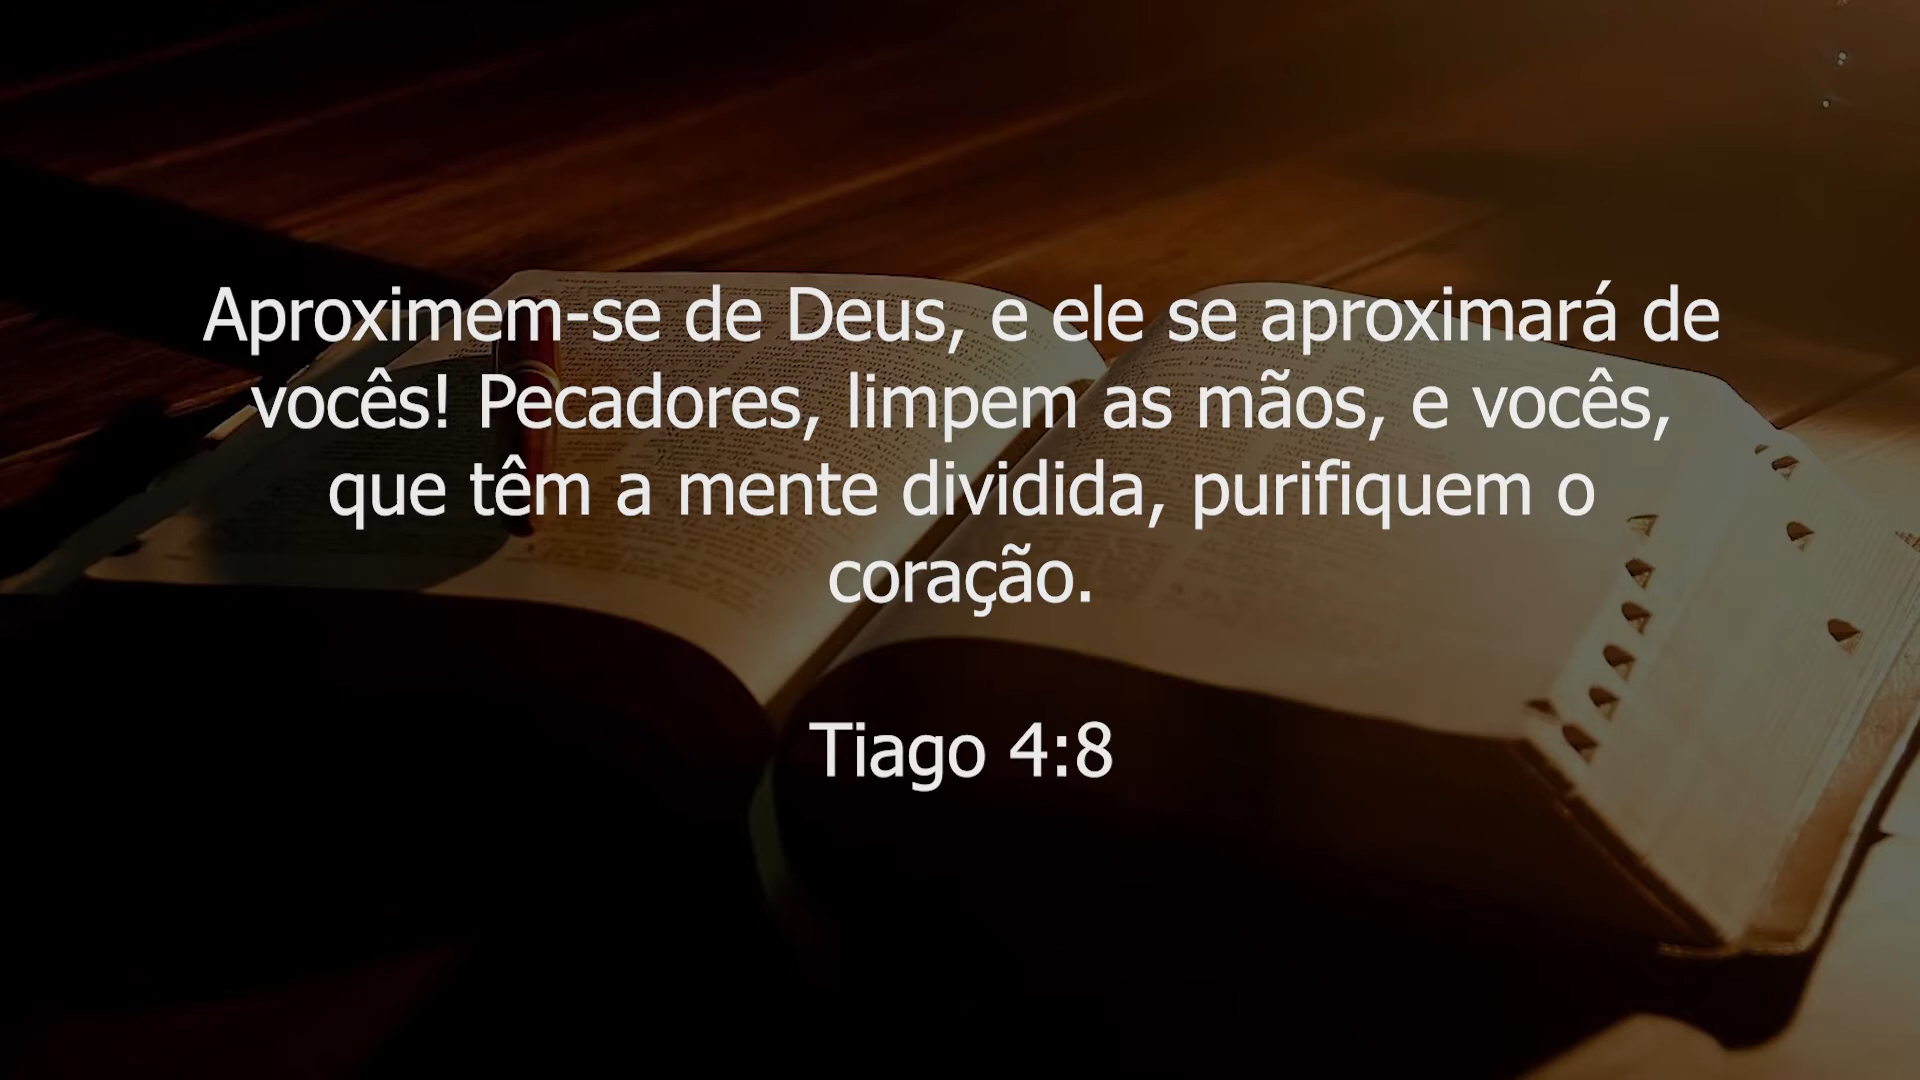 Aproximem-se de Deus, e ele se aproximará de
vocês! Pecadores, limpem as mãos, e vocês,
que têm a mente dividida, purifiquem o
coração.
Tiago 4:8